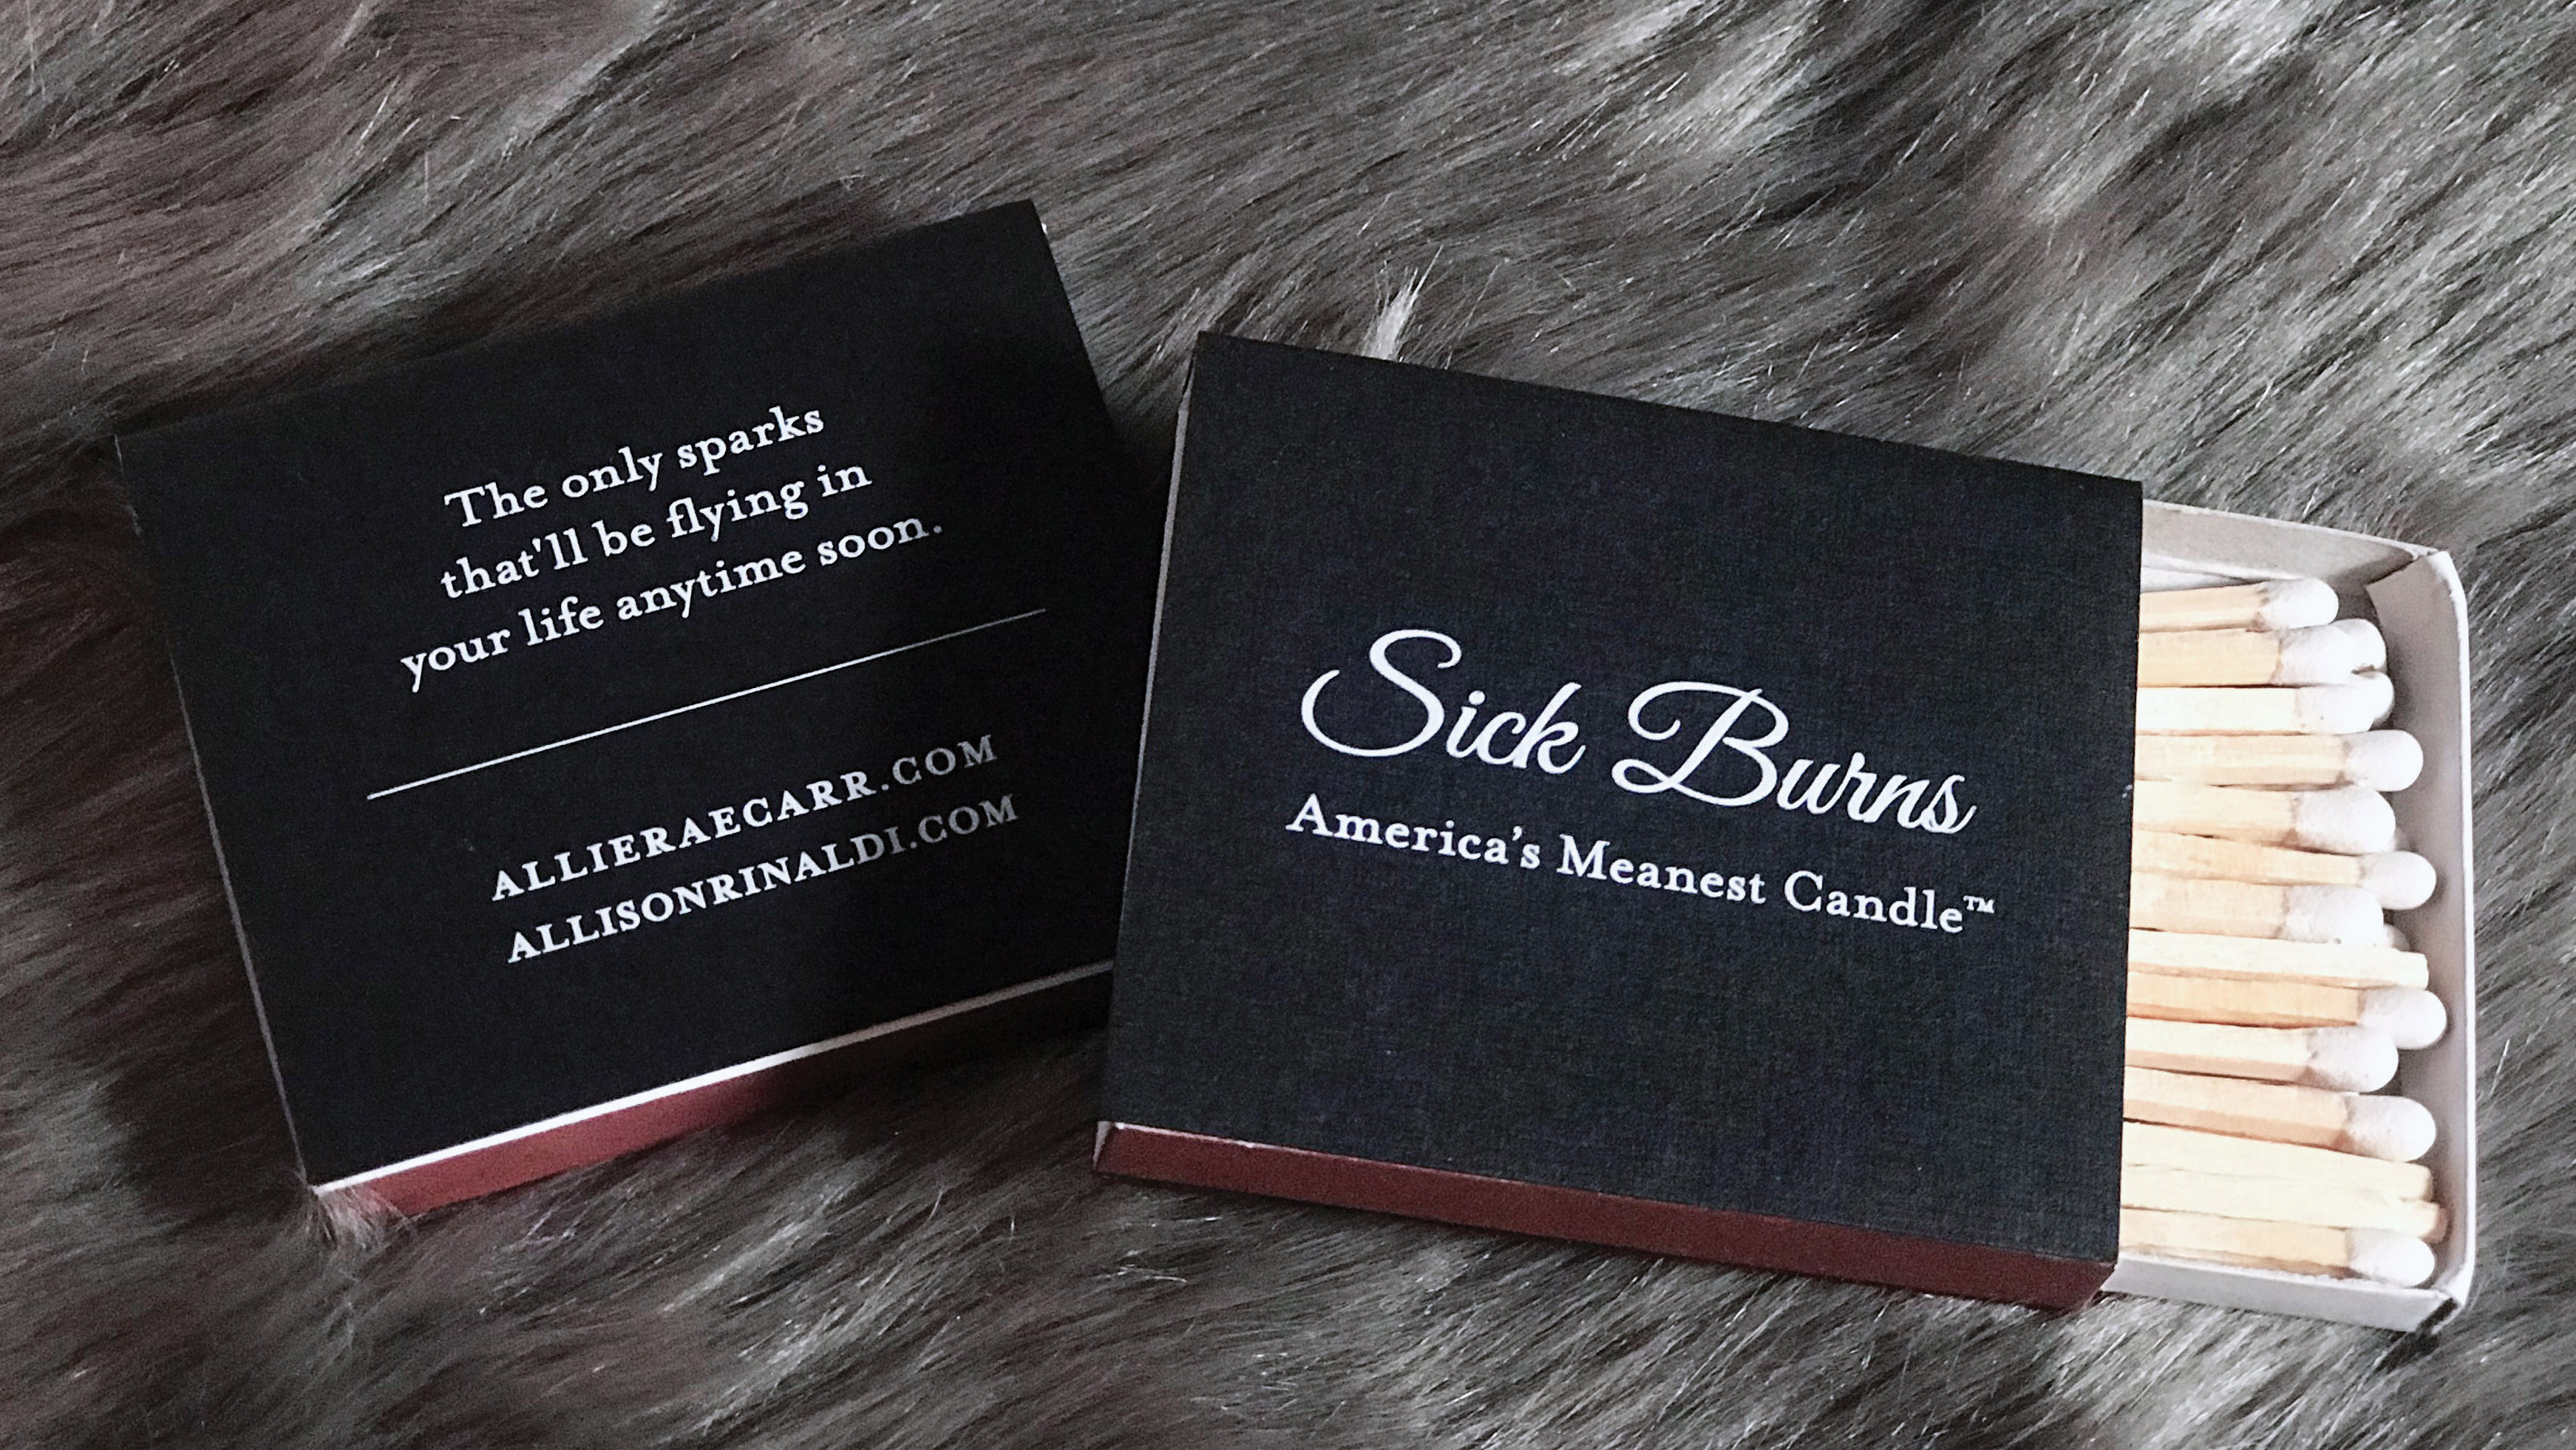 The only sparks
that'll be flying in
your life anytime soon.
ALLIERAECARR.COM
ALLISONRINALDI.COM
Sick Burns
America’s Meanest Candle™